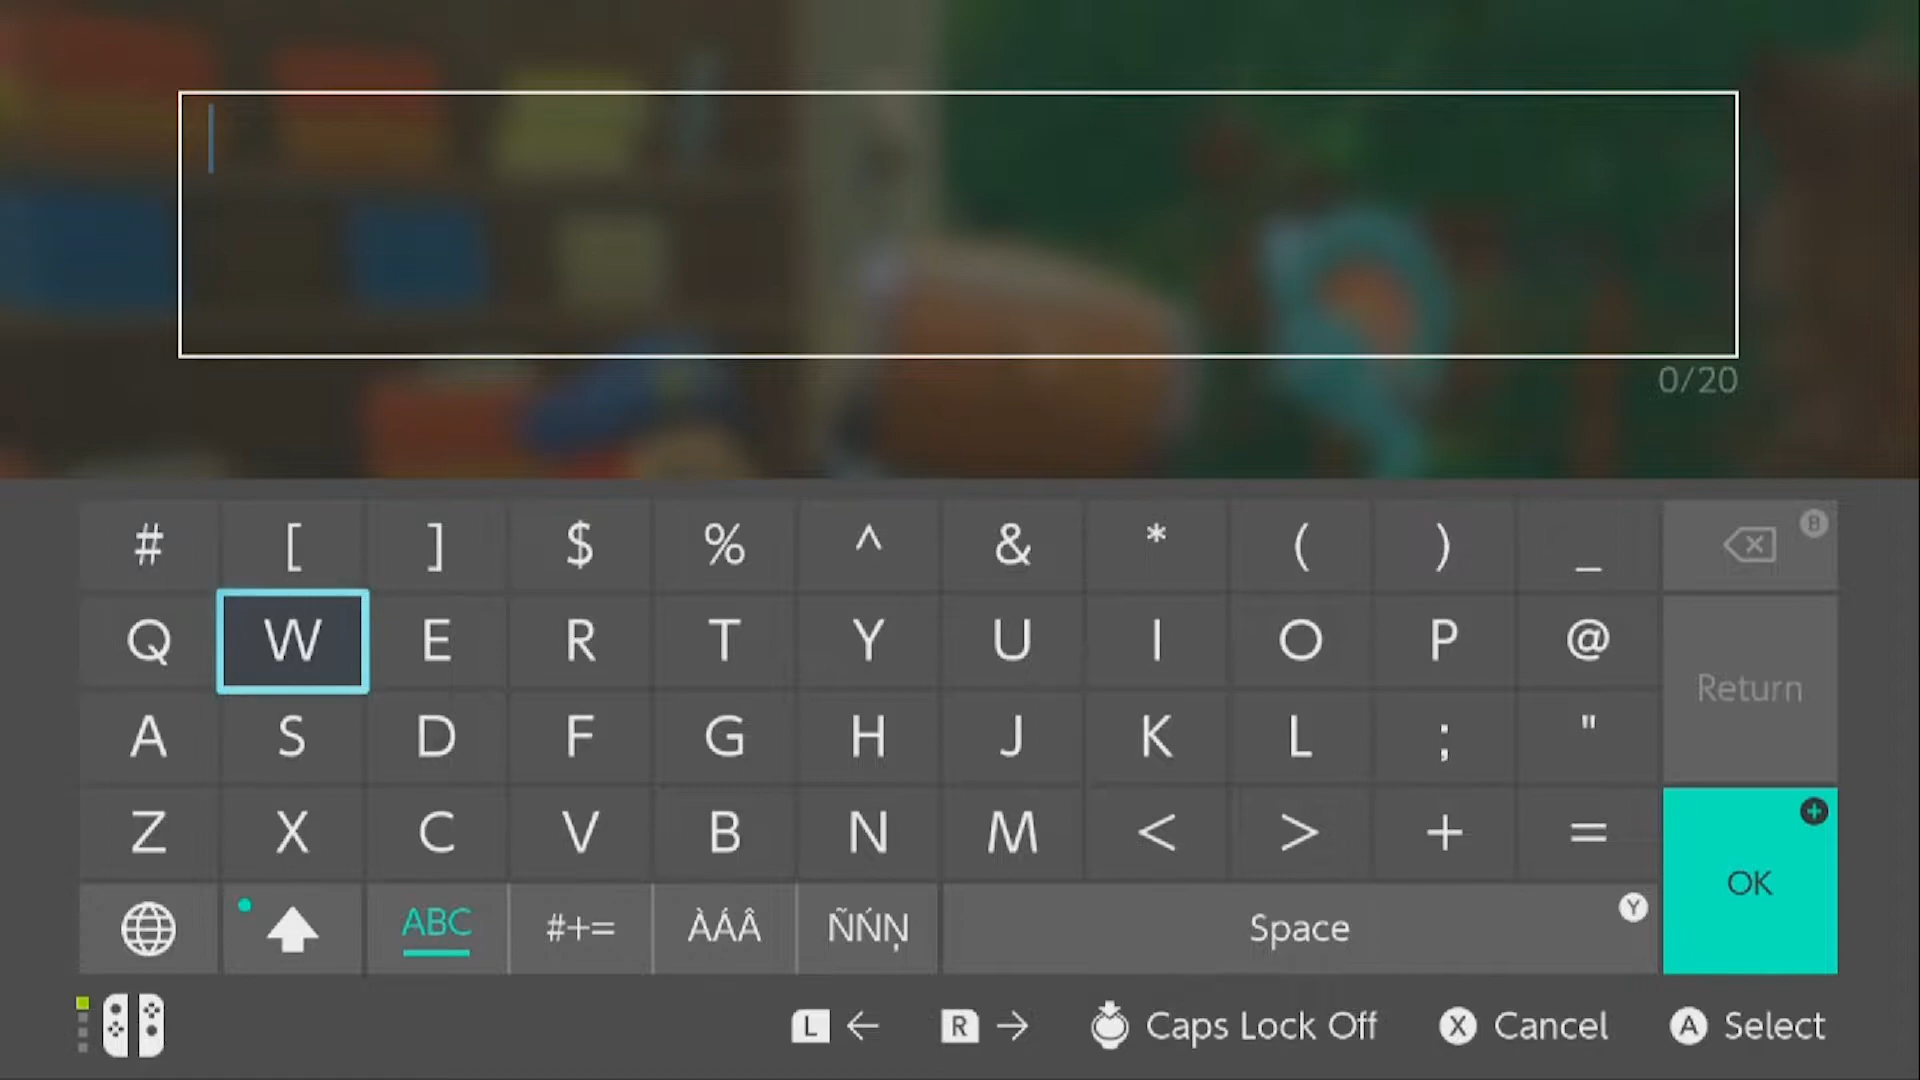 0/20
# [ ] $ % ^ & * ( ) _ B
Q W E R T Y U I O P @ Return
A S D F G H J K L ; "
Z X C V B N M < > + = + OK
ABC #+= ÀÁÂ ÑŃŅ Space Y
L ← R → Caps Lock Off X Cancel A Select